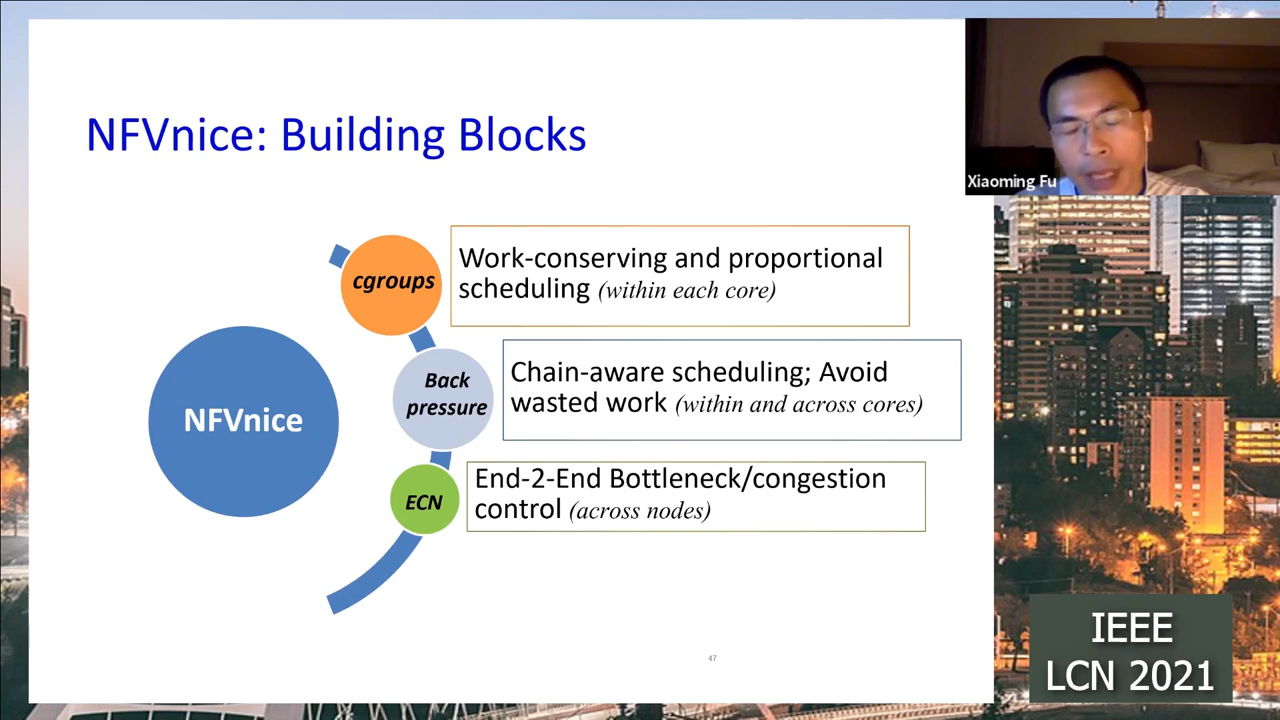 NFVnice: Building Blocks
Xiaoming Fu
cgroups
Work-conserving and proportional
scheduling (within each core)
NFVnice
Back
pressure
Chain-aware scheduling; Avoid
wasted work (within and across cores)
ECN
End-2-End Bottleneck/congestion
control (across nodes)
47
IEEE
LCN 2021